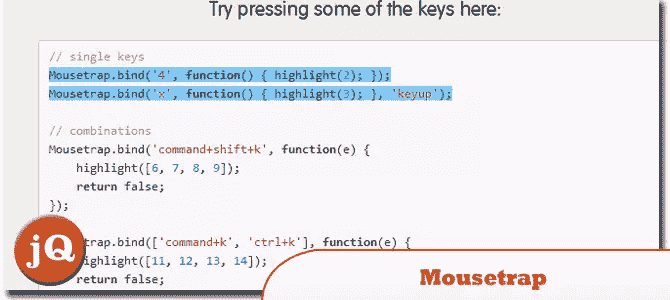 Try pressing some of the keys here:
// single keys
Mousetrap.bind('4', function() { highlight(2); });
Mousetrap.bind('x', function() { highlight(3); }, 'keyup');
// combinations
Mousetrap.bind('command+shift+k', function(e) {
highlight([6, 7, 8, 9]);
return false;
});
trap.bind(['command+k', 'ctrl+k'], function(e) {
ighlight([11, 12, 13, 14]);
return false;
jQ
Mousetrap